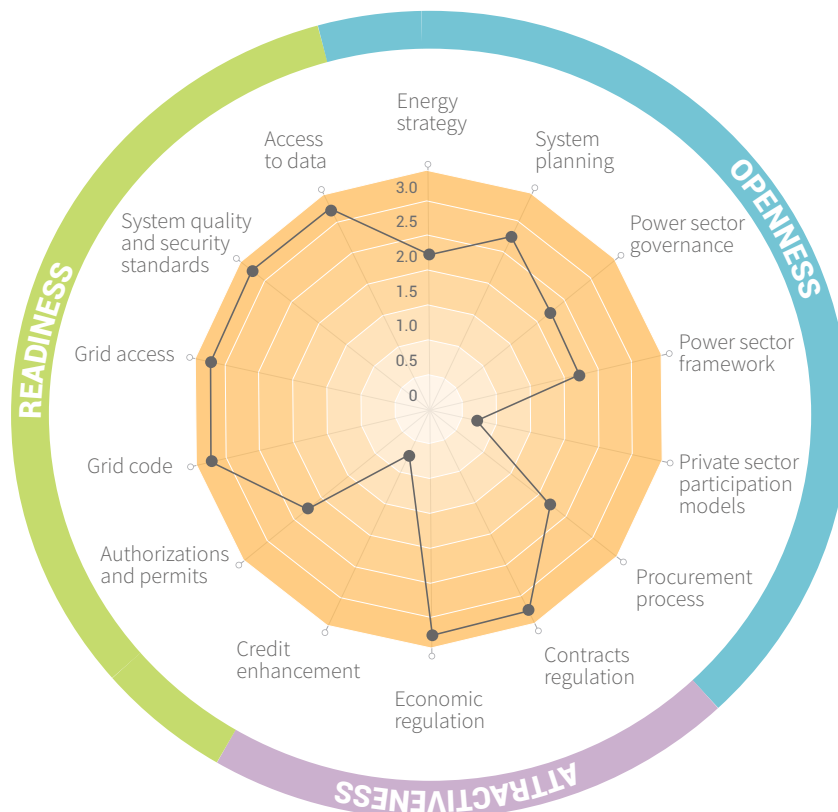 Energy
strategy
Access
to data
System
planning
OPENNESS
System quality
and security
standards
Power sector
governance
3.0
2.5
2.0
1.5
1.0
0.5
0
READINESS
Grid access
Power sector
framework
Grid code
Private sector
participation
models
Authorizations
and permits
Procurement
process
Credit
enhancement
Contracts
regulation
Economic
regulation
ATTRACTIVENESS